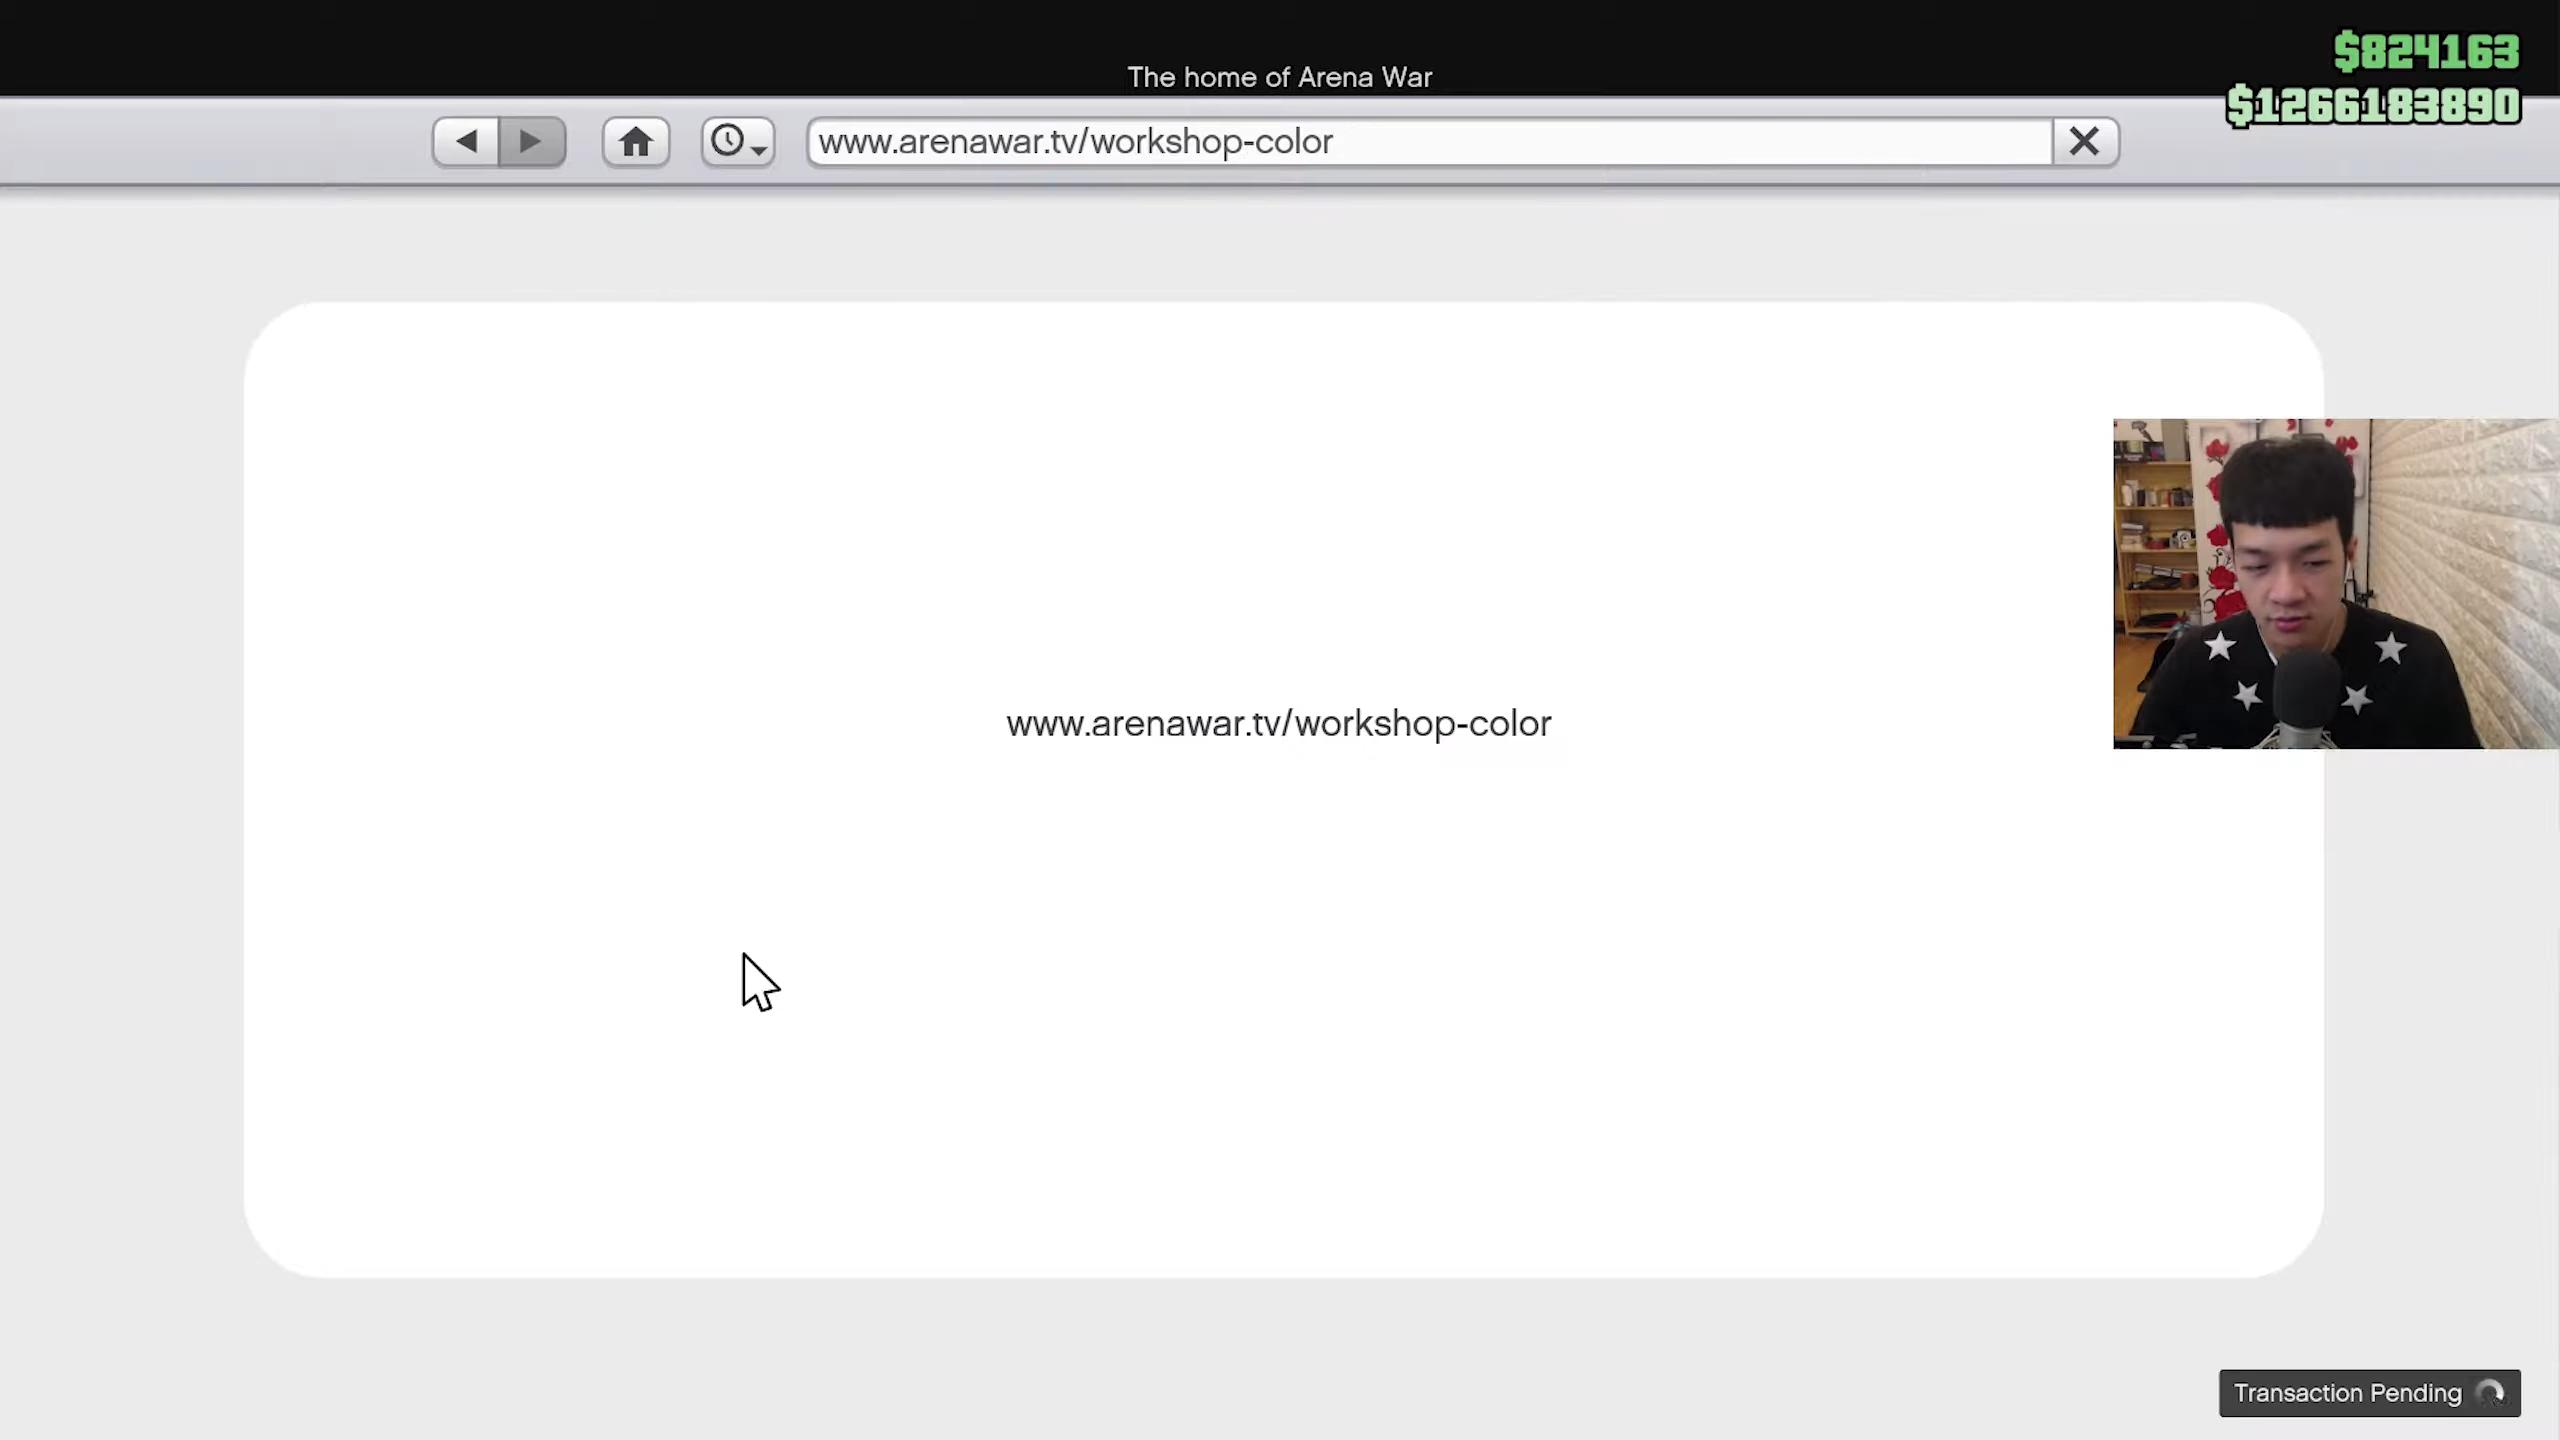 The home of Arena War
$824163
$1266183890
www.arenawar.tv/workshop-color
www.arenawar.tv/workshop-color
Transaction Pending